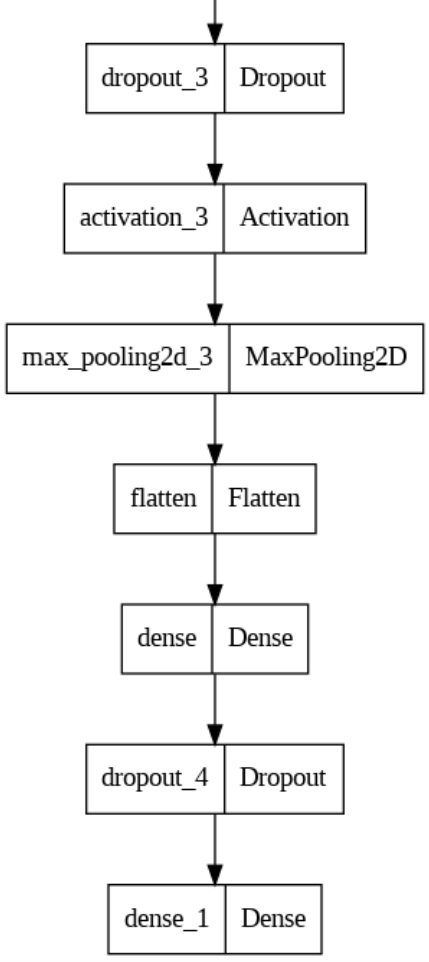 dropout_3 Dropout
activation_3 Activation
max_pooling2d_3 MaxPooling2D
flatten Flatten
dense Dense
dropout_4 Dropout
dense_1 Dense